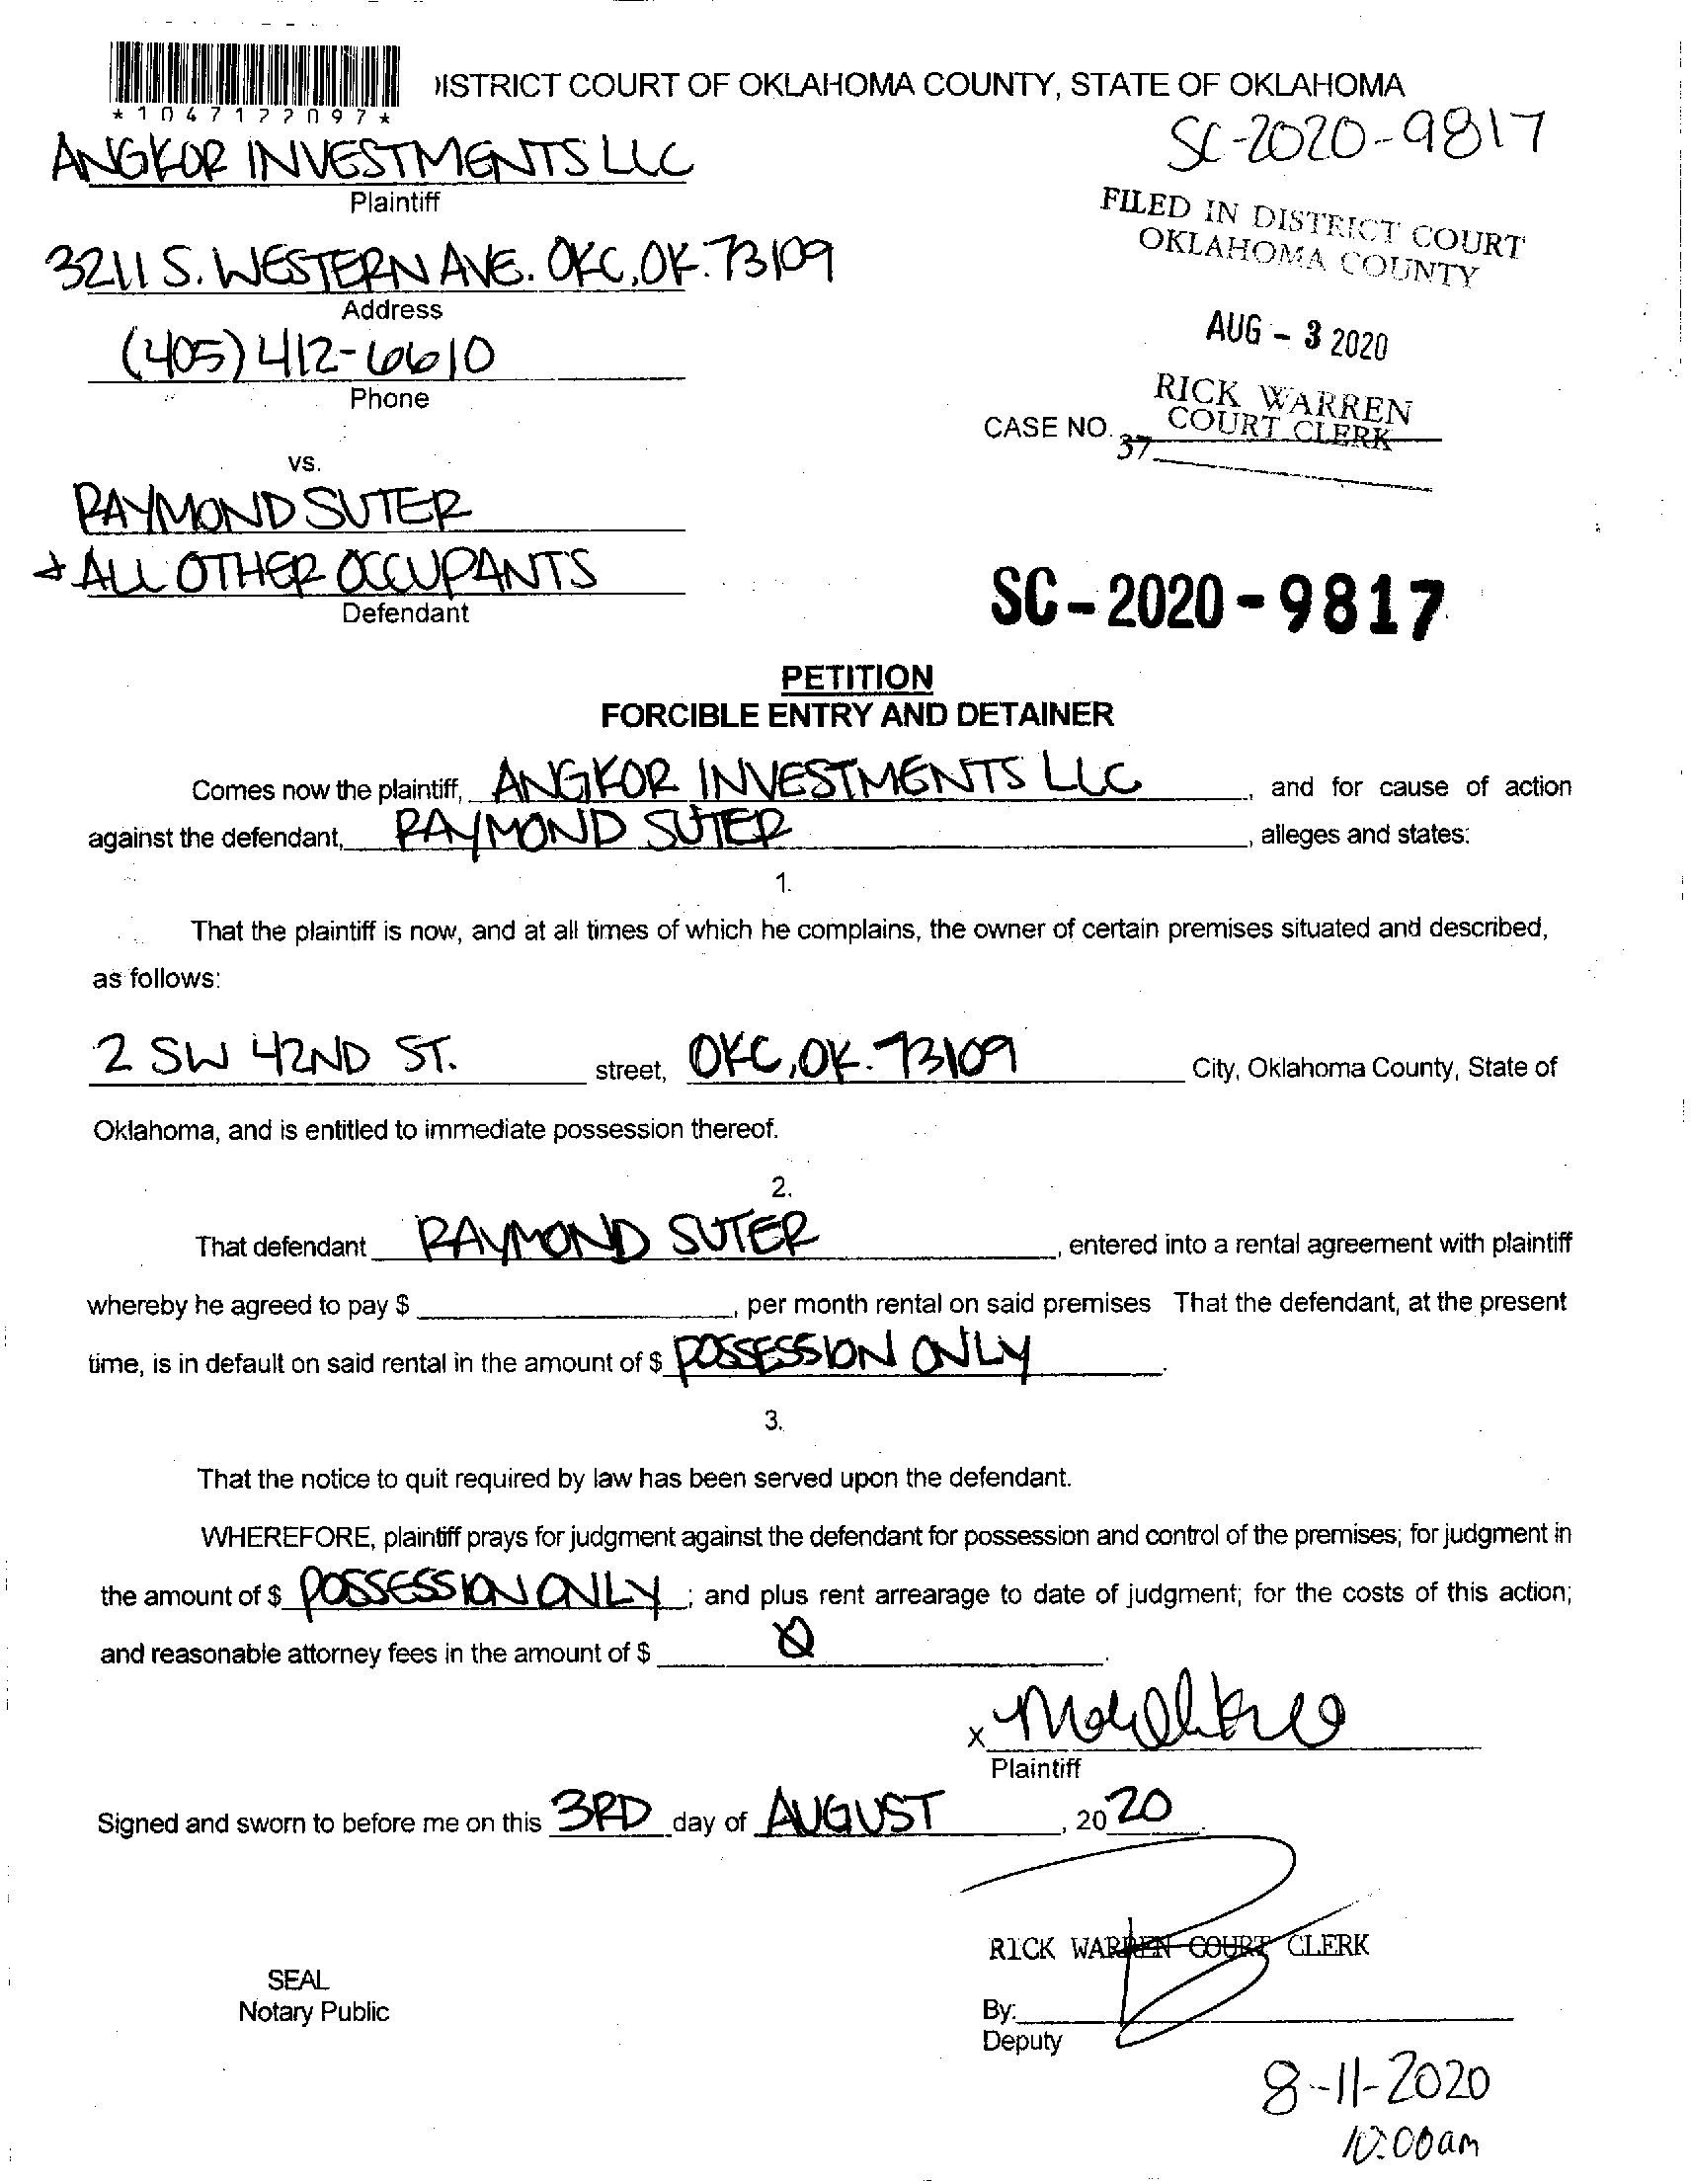 ISTRICT COURT OF OKLAHOMA COUNTY, STATE OF OKLAHOMA
*1047122097*
SC-2020-9817
ANGKOR INVESTMENTS LLC
Plaintiff
FILED IN DISTRICT COURT
OKLAHOMA COUNTY
3211 S. WESTERN AVE. OKC, OK. 73109
Address
AUG - 3 2020
(405) 412-6610
Phone
RICK WARREN
COURT CLERK
CASE NO.
37
vs.
RAYMOND SUTER
& ALL OTHER OCCUPANTS
Defendant
SC-2020-9817
PETITION
FORCIBLE ENTRY AND DETAINER
Comes now the plaintiff, ANGKOR INVESTMENTS LLC, and for cause of action
against the defendant, RAYMOND SUTER, alleges and states:
1.
That the plaintiff is now, and at all times of which he complains, the owner of certain premises situated and described,
as follows:
2 SW 42ND ST. street, OKC, OK. 73109 City, Oklahoma County, State of
Oklahoma, and is entitled to immediate possession thereof.
2.
That defendant RAYMOND SUTER, entered into a rental agreement with plaintiff
whereby he agreed to pay $ , per month rental on said premises That the defendant, at the present
time, is in default on said rental in the amount of $ POSSESSION ONLY.
3.
That the notice to quit required by law has been served upon the defendant.
WHEREFORE, plaintiff prays for judgment against the defendant for possession and control of the premises; for judgment in
the amount of $ POSSESSION ONLY; and plus rent arrearage to date of judgment; for the costs of this action;
and reasonable attorney fees in the amount of $ 0.
X
Plaintiff
Signed and sworn to before me on this 3RD day of AUGUST, 2020.
RICK WARREN COURT CLERK
SEAL
Notary Public
By:
Deputy
8-11-2020
10:00am